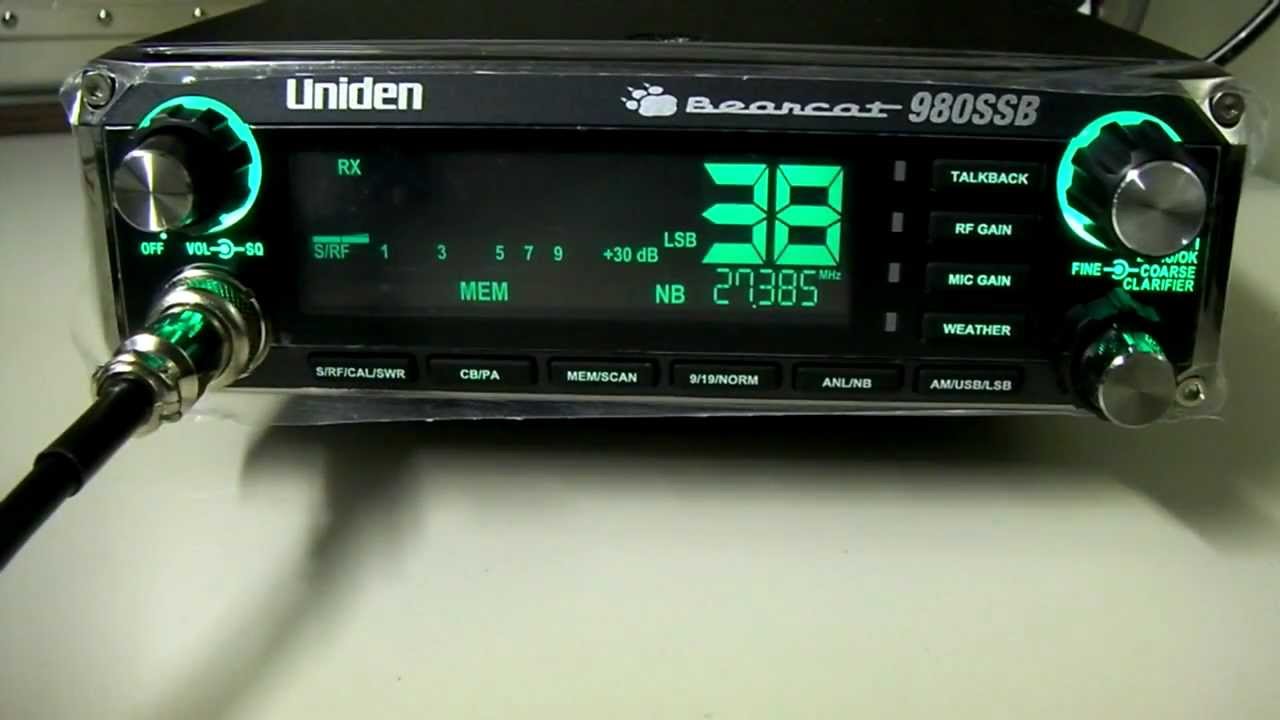 Uniden
Bearcat 980SSB
RX
38
LSB
S/RF 1 3 5 7 9 +30 dB
MEM
NB 27.385 MHz
TALKBACK
RF GAIN
MIC GAIN
WEATHER
OFF VOL SQ
FINE COARSE
CLARIFIER
S/RF/CAL/SWR
CB/PA
MEM/SCAN
9/19/NORM
ANL/NB
AM/USB/LSB